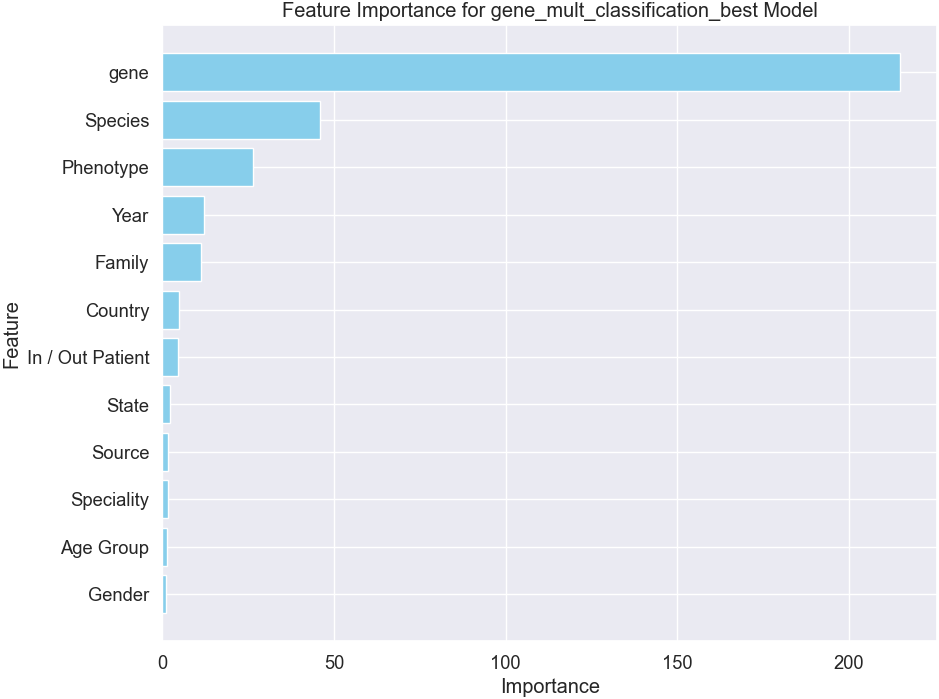 Feature Importance for gene_mult_classification_best Model
gene
Species
Phenotype
Year
Family
Country
In / Out Patient
State
Source
Speciality
Age Group
Gender
Feature
0 50 100 150 200
Importance